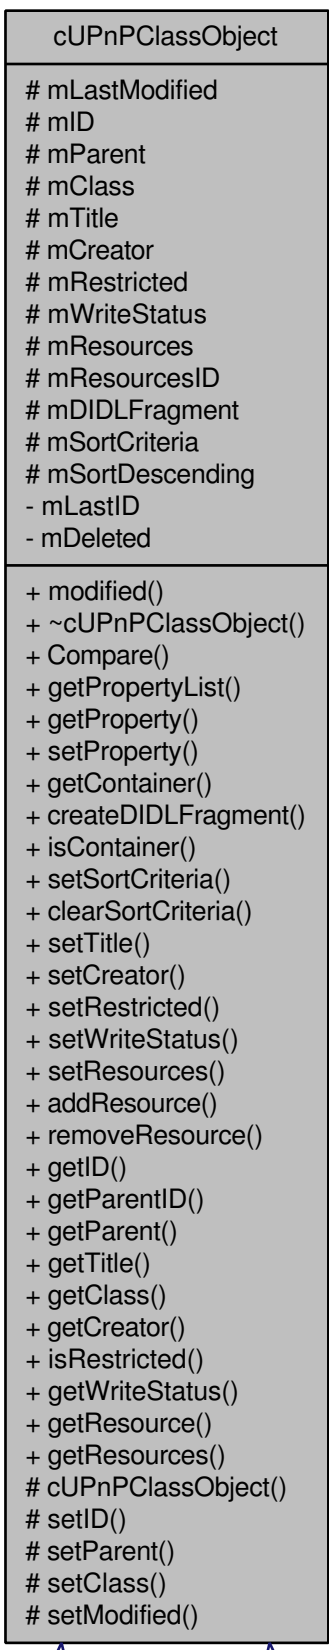 cUPnPClassObject
# mLastModified
# mID
# mParent
# mClass
# mTitle
# mCreator
# mRestricted
# mWriteStatus
# mResources
# mResourcesID
# mDIDLFragment
# mSortCriteria
# mSortDescending
- mLastID
- mDeleted
+ modified()
+ ~cUPnPClassObject()
+ Compare()
+ getPropertyList()
+ getProperty()
+ setProperty()
+ getContainer()
+ createDIDLFragment()
+ isContainer()
+ setSortCriteria()
+ clearSortCriteria()
+ setTitle()
+ setCreator()
+ setRestricted()
+ setWriteStatus()
+ setResources()
+ addResource()
+ removeResource()
+ getID()
+ getParentID()
+ getParent()
+ getTitle()
+ getClass()
+ getCreator()
+ isRestricted()
+ getWriteStatus()
+ getResource()
+ getResources()
# cUPnPClassObject()
# setID()
# setParent()
# setClass()
# setModified()